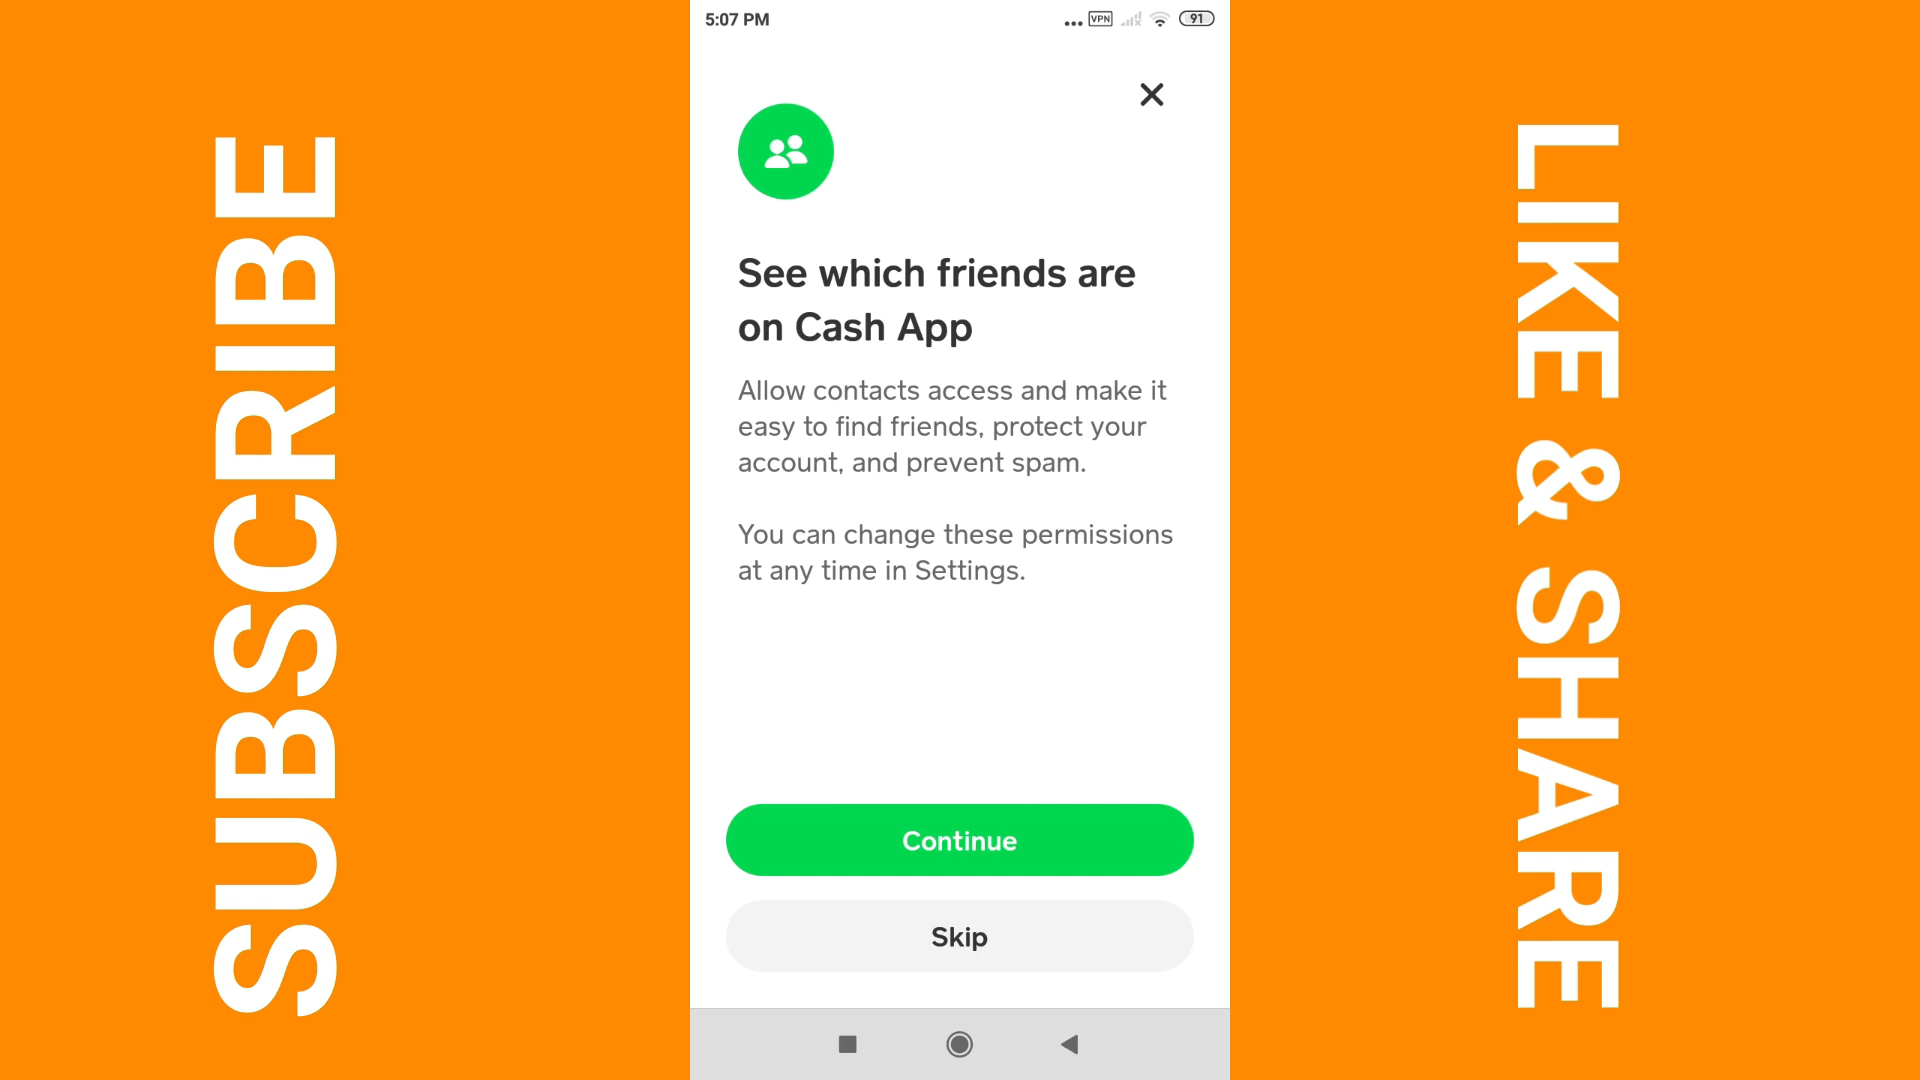 SUBSCRIBE
5:07 PM
VPN
91
See which friends are
on Cash App
Allow contacts access and make it
easy to find friends, protect your
account, and prevent spam.
You can change these permissions
at any time in Settings.
Continue
Skip
LIKE & SHARE